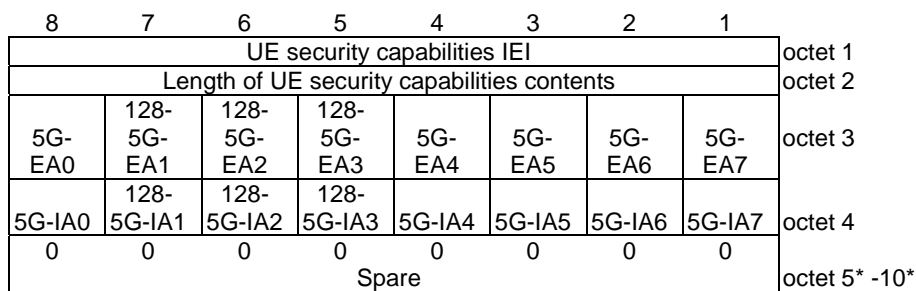 8 7 6 5 4 3 2 1
UE security capabilities IEI octet 1
Length of UE security capabilities contents octet 2
128- 128- 128-
5G- 5G- 5G- 5G- 5G- 5G- 5G- 5G- octet 3
EA0 EA1 EA2 EA3 EA4 EA5 EA6 EA7
128- 128- 128-
5G-IA0 5G-IA1 5G-IA2 5G-IA3 5G-IA4 5G-IA5 5G-IA6 5G-IA7 octet 4
0 0 0 0 0 0 0 0
Spare octet 5* -10*